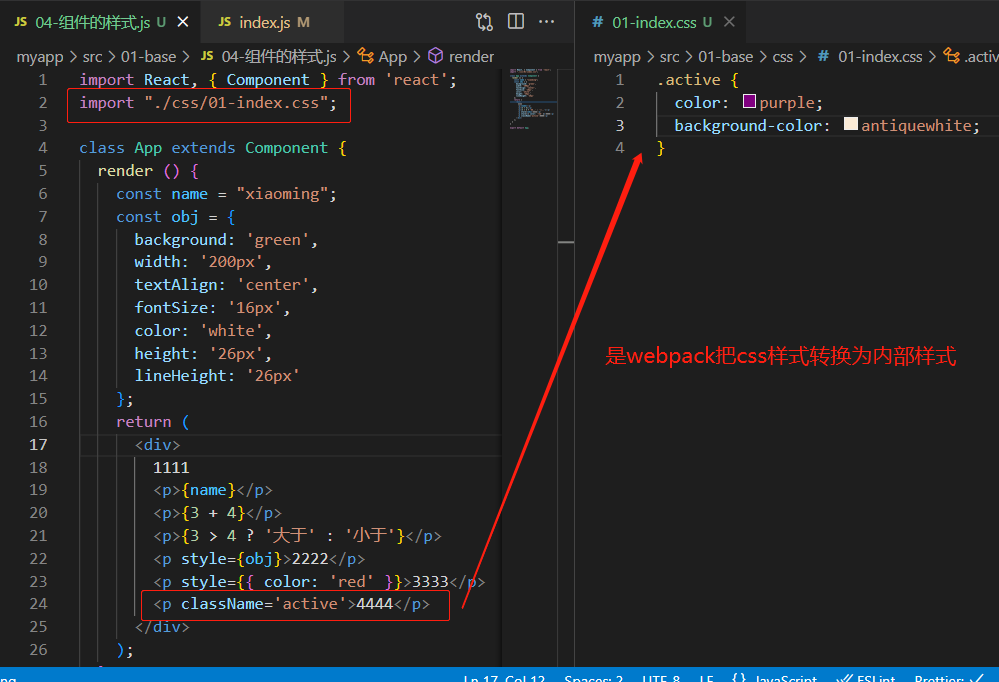 JS 04-组件的样式.js U ✕ JS index.js M ···
myapp > src > 01-base > JS 04-组件的样式.js > App > render
1 import React, { Component } from 'react';
2 import "./css/01-index.css";
3
4 class App extends Component {
5 render () {
6 const name = "xiaoming";
7 const obj = {
8 background: 'green',
9 width: '200px',
10 textAlign: 'center',
11 fontSize: '16px',
12 color: 'white',
13 height: '26px',
14 lineHeight: '26px'
15 };
16 return (
17 <div>
18 1111
19 <p>{name}</p>
20 <p>{3 + 4}</p>
21 <p>{3 > 4 ? '大于' : '小于'}</p>
22 <p style={obj}>2222</p>
23 <p style={{ color: 'red' }}>3333</p>
24 <p className='active'>4444</p>
25 </div>
26 );
# 01-index.css U ✕
myapp > src > 01-base > css > # 01-index.css > .activ
1 .active {
2 color: purple;
3 background-color: antiquewhite;
4 }
是webpack把css样式转换为内部样式
Ln 17, Col 12 Spaces: 2 UTF-8 LF {} JavaScript ESLint Prettier: ✓